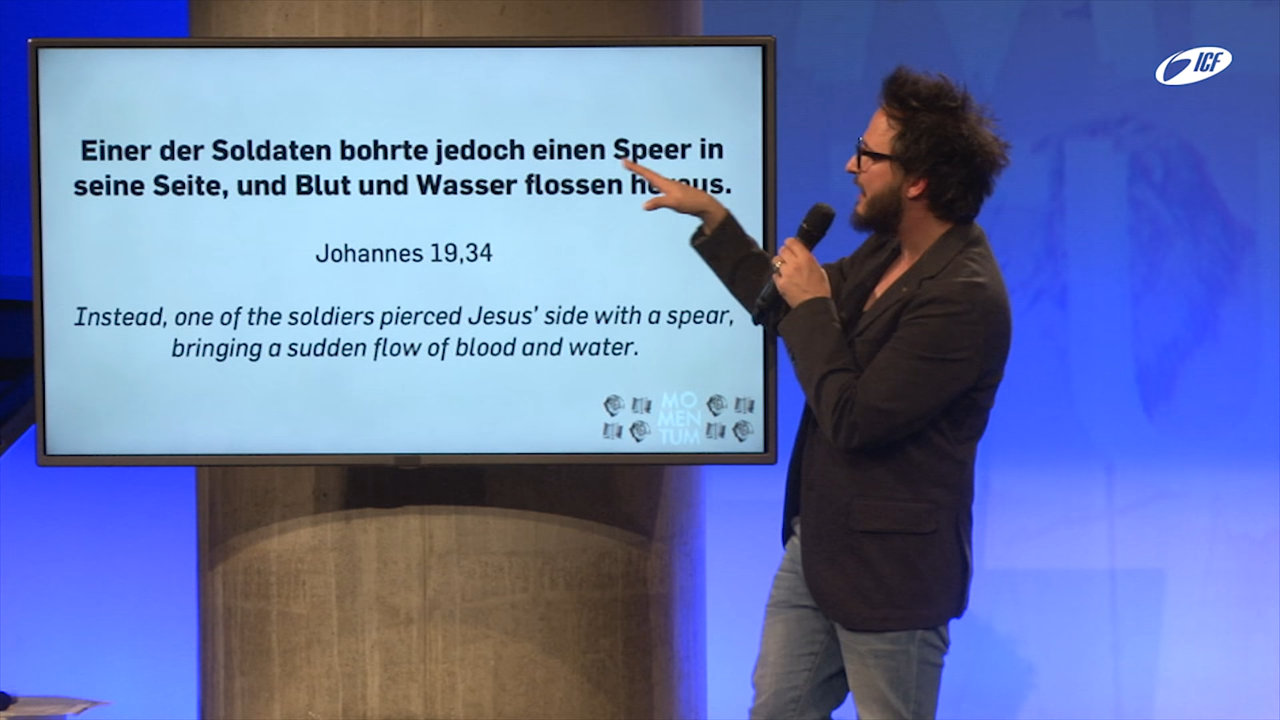 ICF
Einer der Soldaten bohrte jedoch einen Speer in
seine Seite, und Blut und Wasser flossen heraus.
Johannes 19,34
Instead, one of the soldiers pierced Jesus' side with a spear,
bringing a sudden flow of blood and water.
MO
MEN
TUM